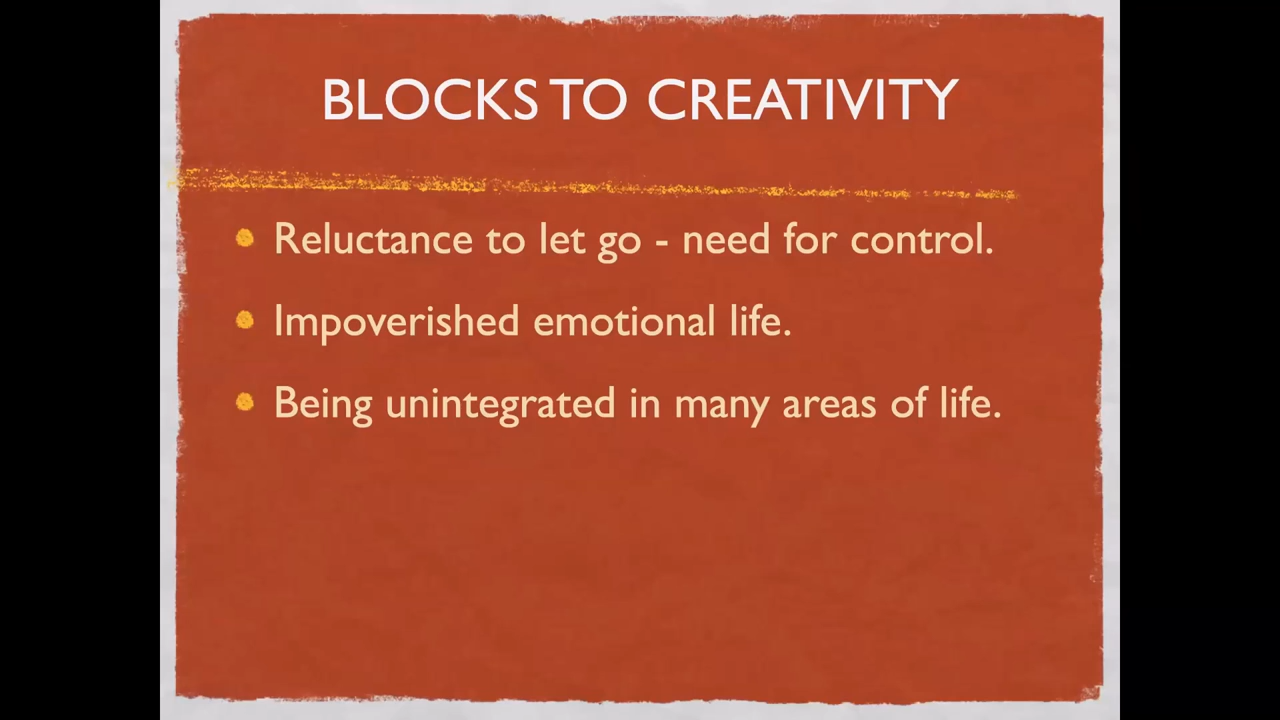 BLOCKS TO CREATIVITY
Reluctance to let go - need for control.
Impoverished emotional life.
Being unintegrated in many areas of life.